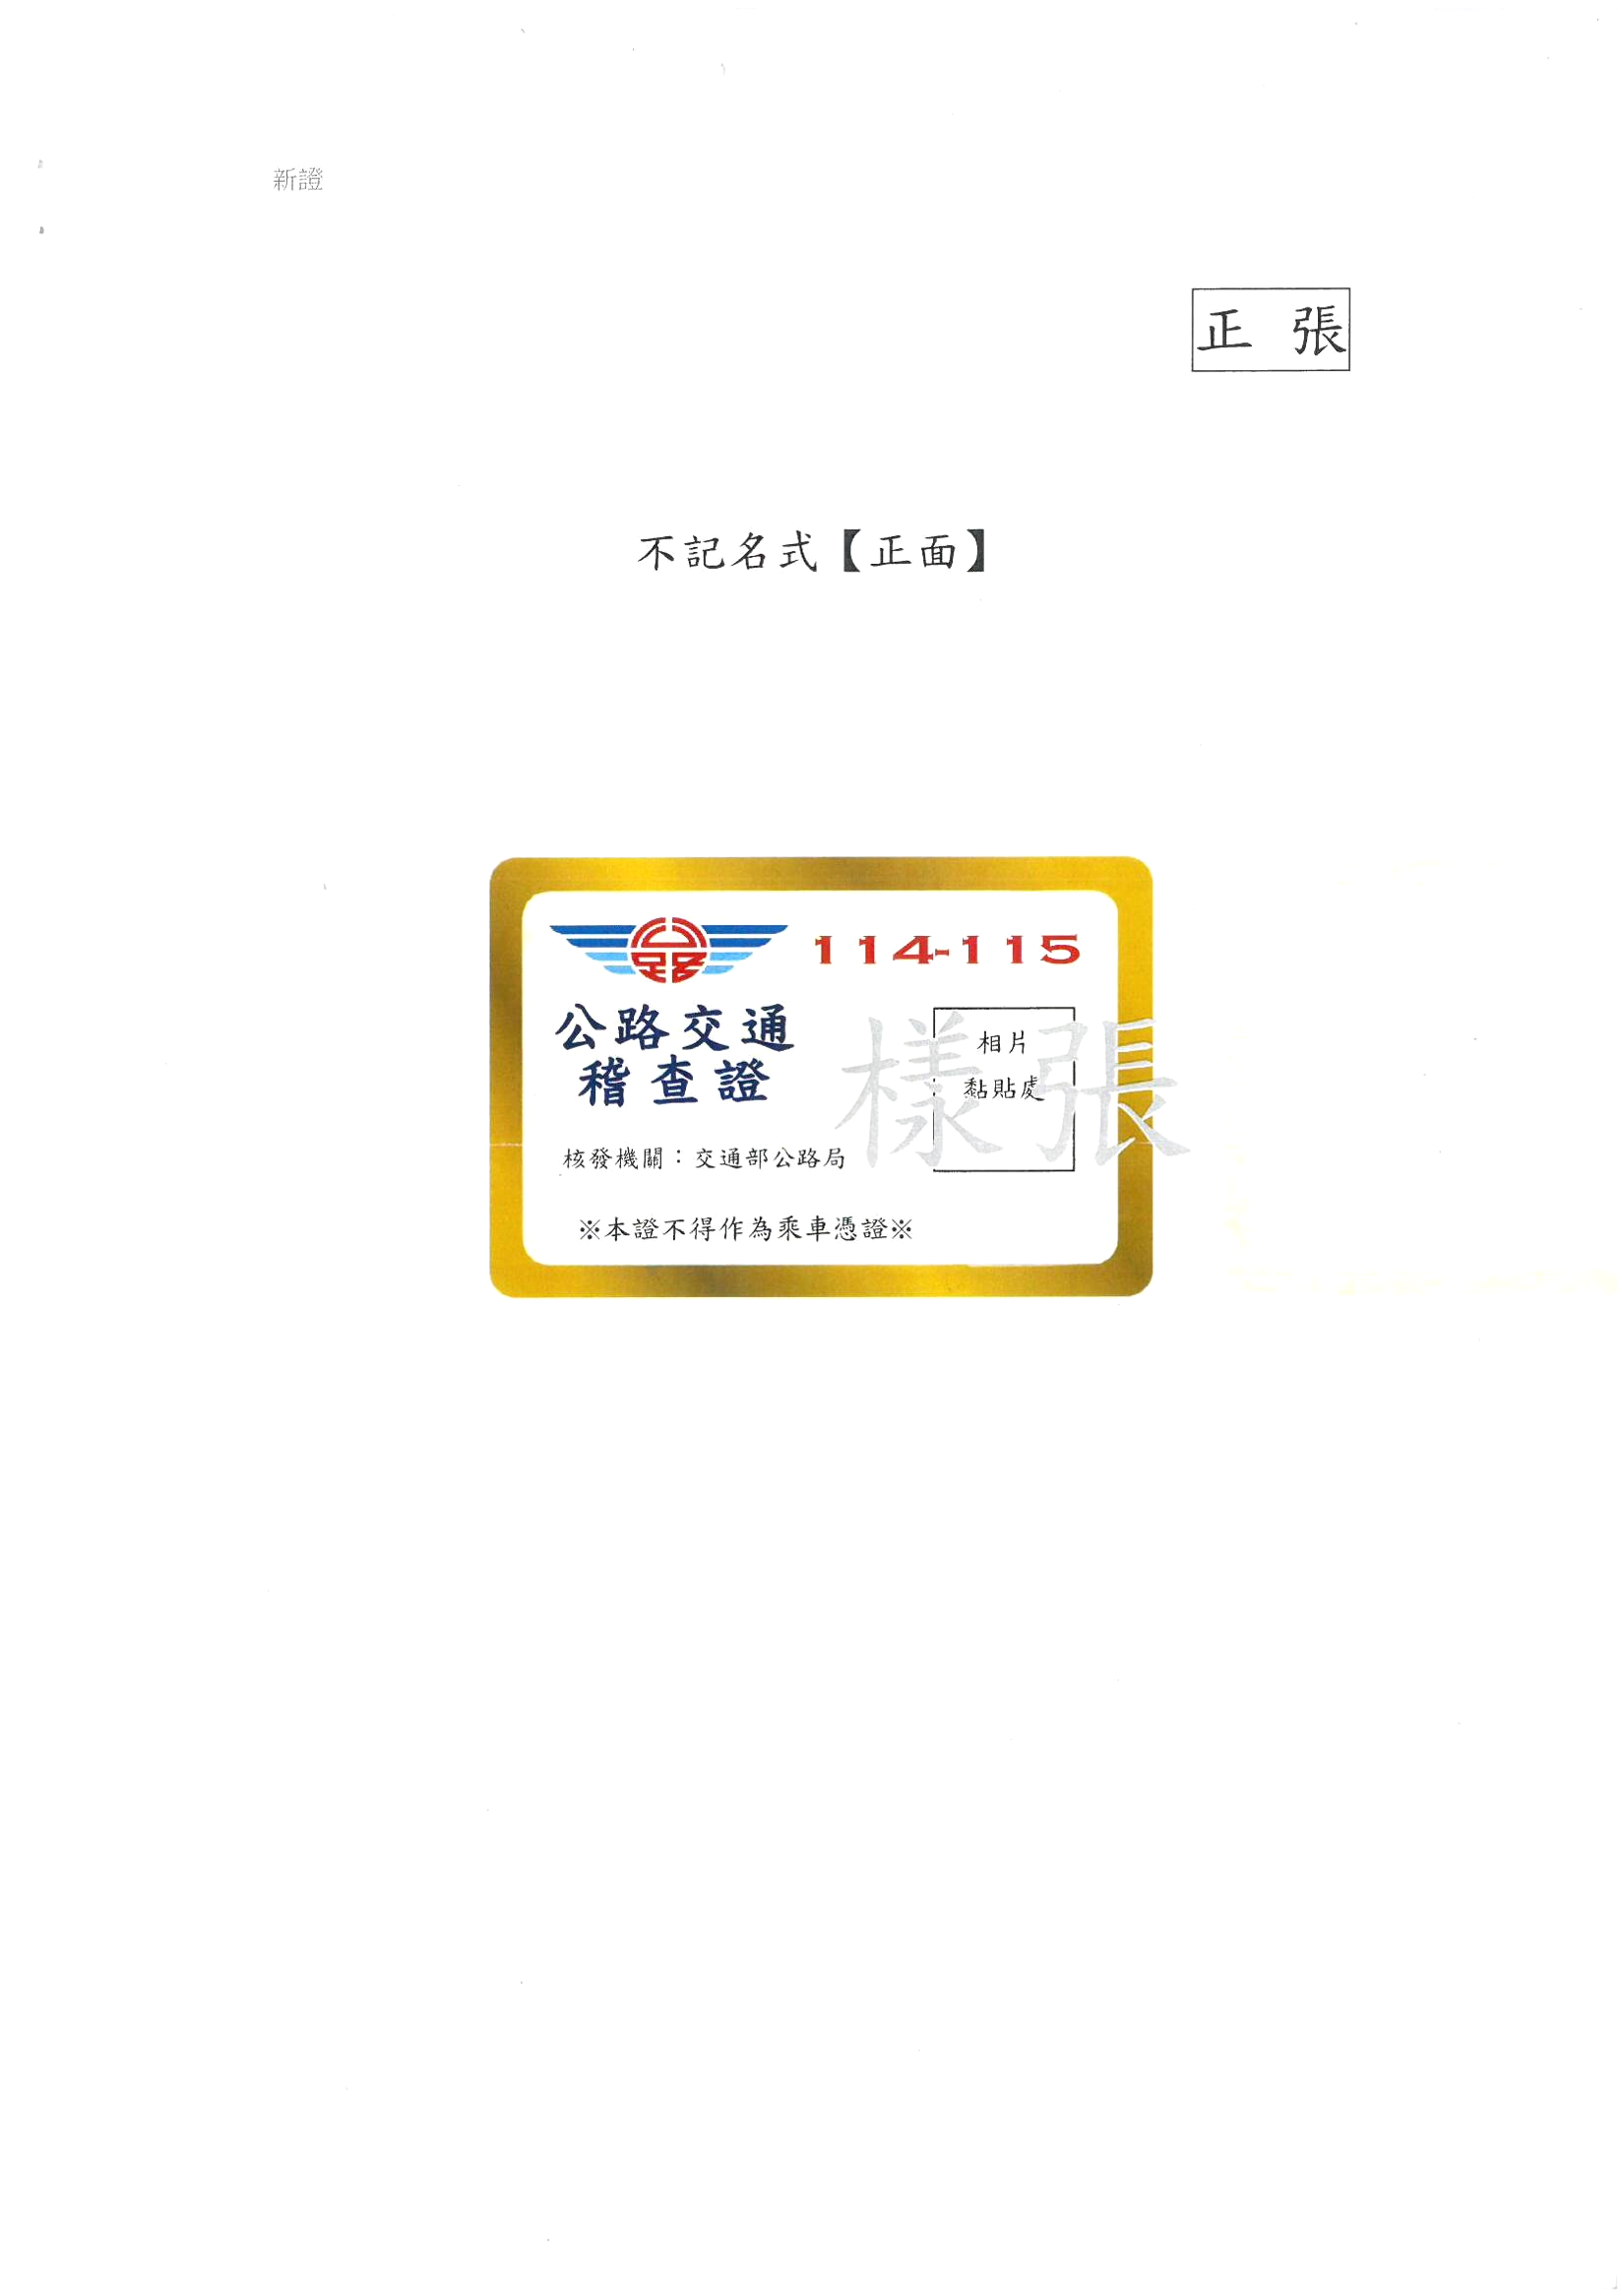 新證
正 張
不記名式【正面】
114-115
公路交通
稽查證
相片
黏貼處
樣張
核發機關：交通部公路局
※本證不得作為乘車憑證※